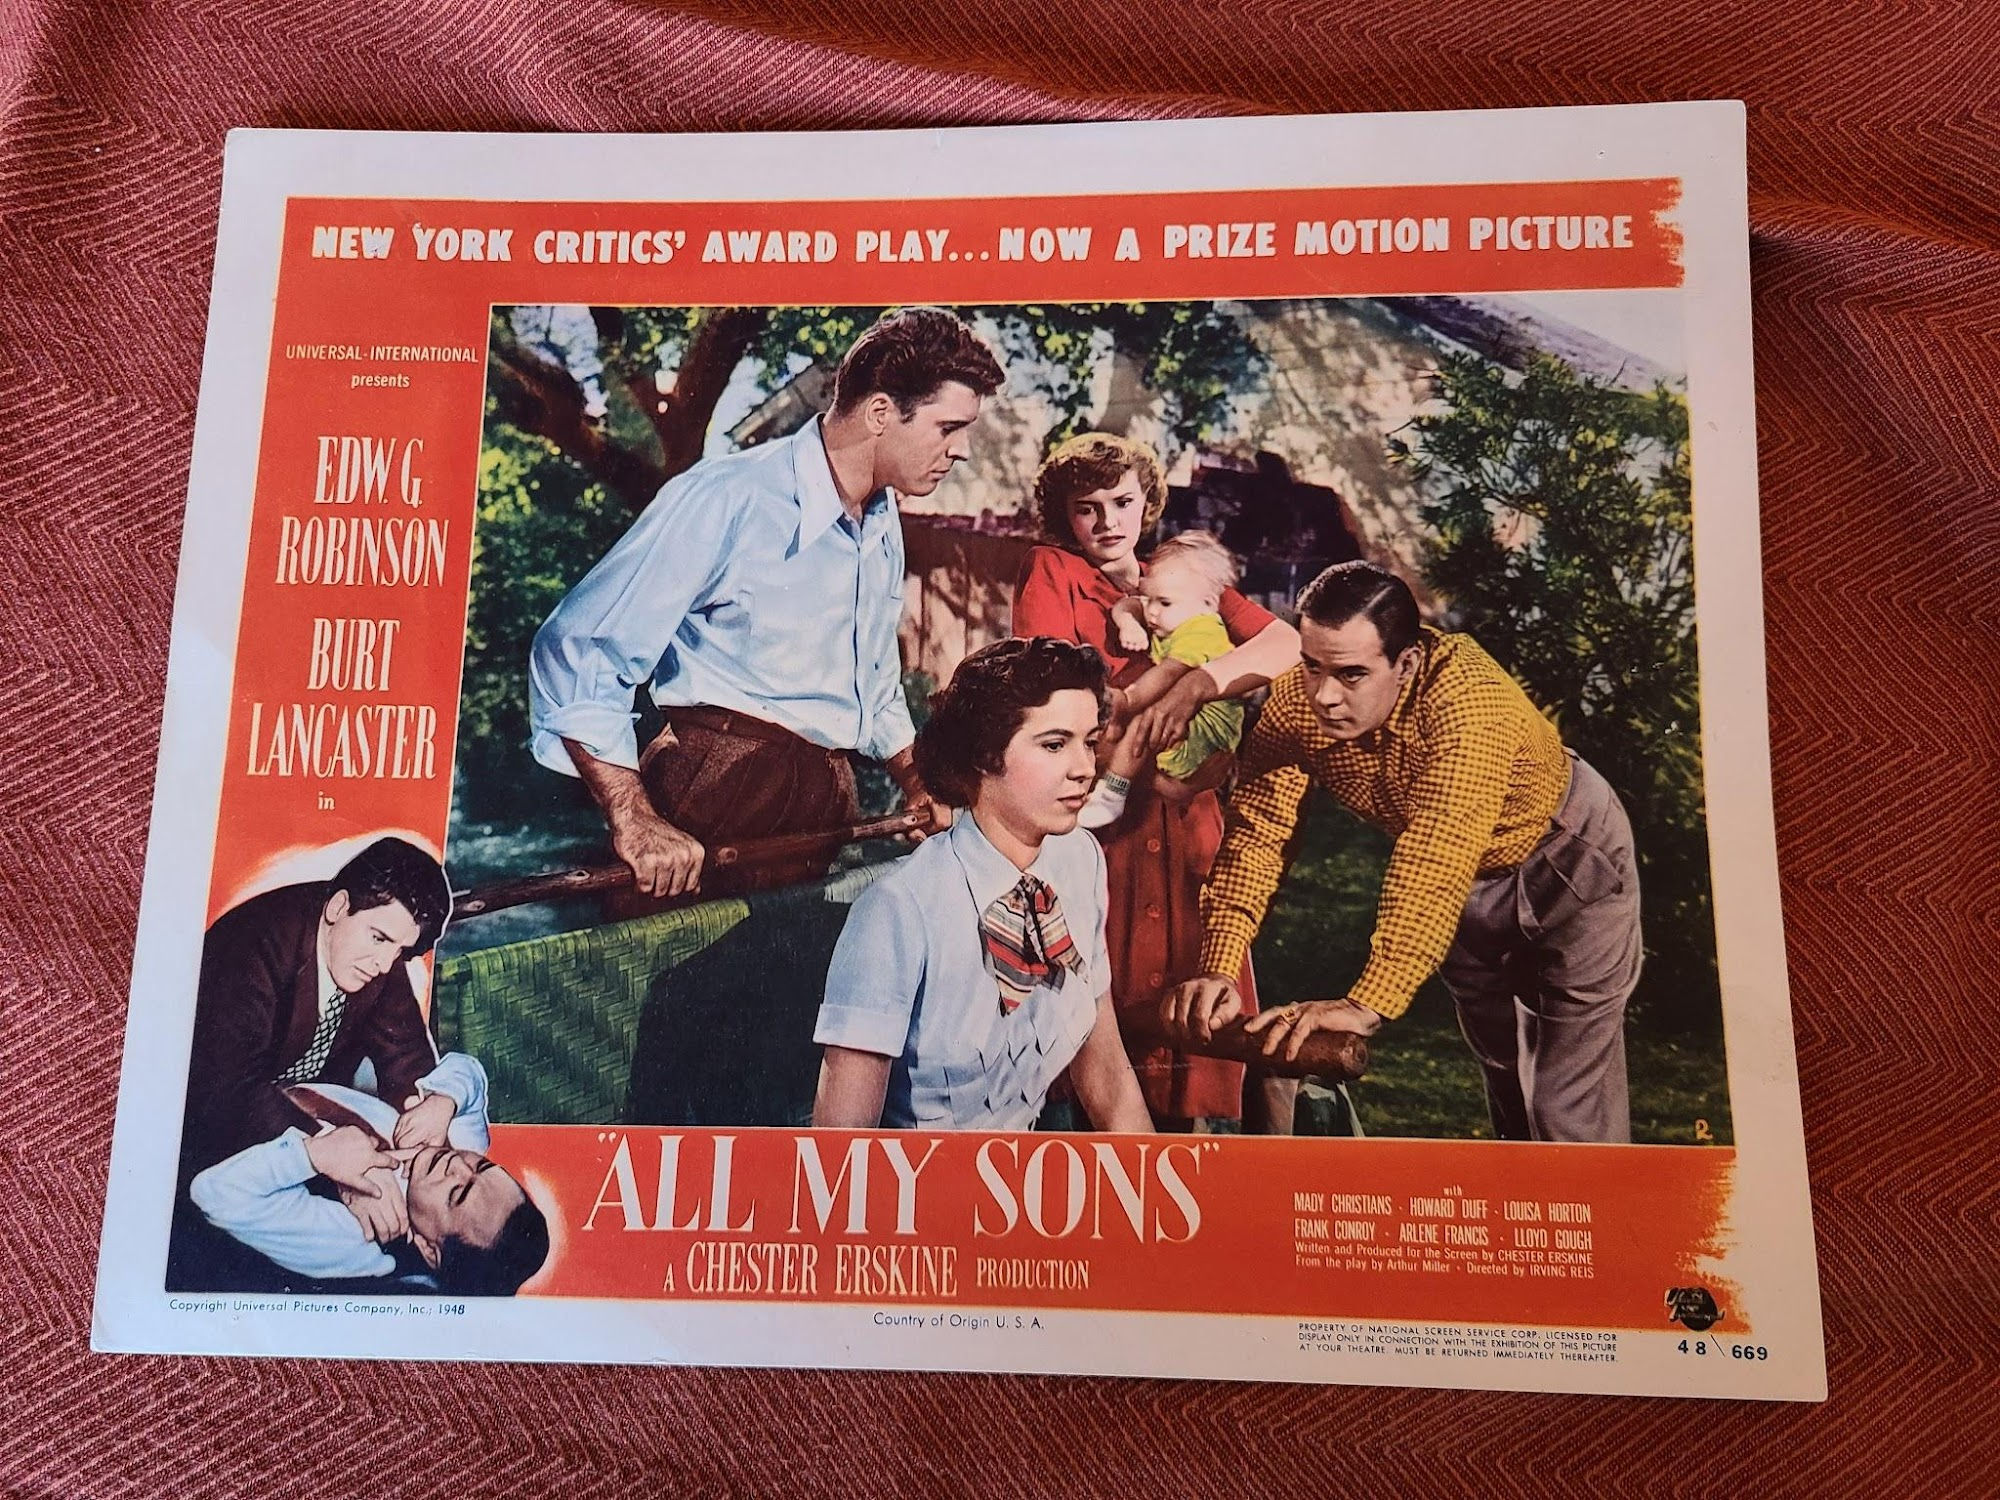 NEW YORK CRITICS' AWARD PLAY...NOW A PRIZE MOTION PICTURE
UNIVERSAL-INTERNATIONAL
presents
EDW. G.
ROBINSON
BURT
LANCASTER
in
"ALL MY SONS"
A CHESTER ERSKINE PRODUCTION
with
MADY CHRISTIANS · HOWARD DUFF · LOUISA HORTON
FRANK CONROY · ARLENE FRANCIS · LLOYD GOUGH
Written and Produced for the Screen by CHESTER ERSKINE
From the play by Arthur Miller · Directed by IRVING REIS
2
Copyright Universal Pictures Company, Inc.; 1948
Country of Origin U. S. A.
PROPERTY OF NATIONAL SCREEN SERVICE CORP. LICENSED FOR
DISPLAY ONLY IN CONNECTION WITH THE EXHIBITION OF THIS PICTURE
AT YOUR THEATRE. MUST BE RETURNED IMMEDIATELY THEREAFTER.
48 \ 669